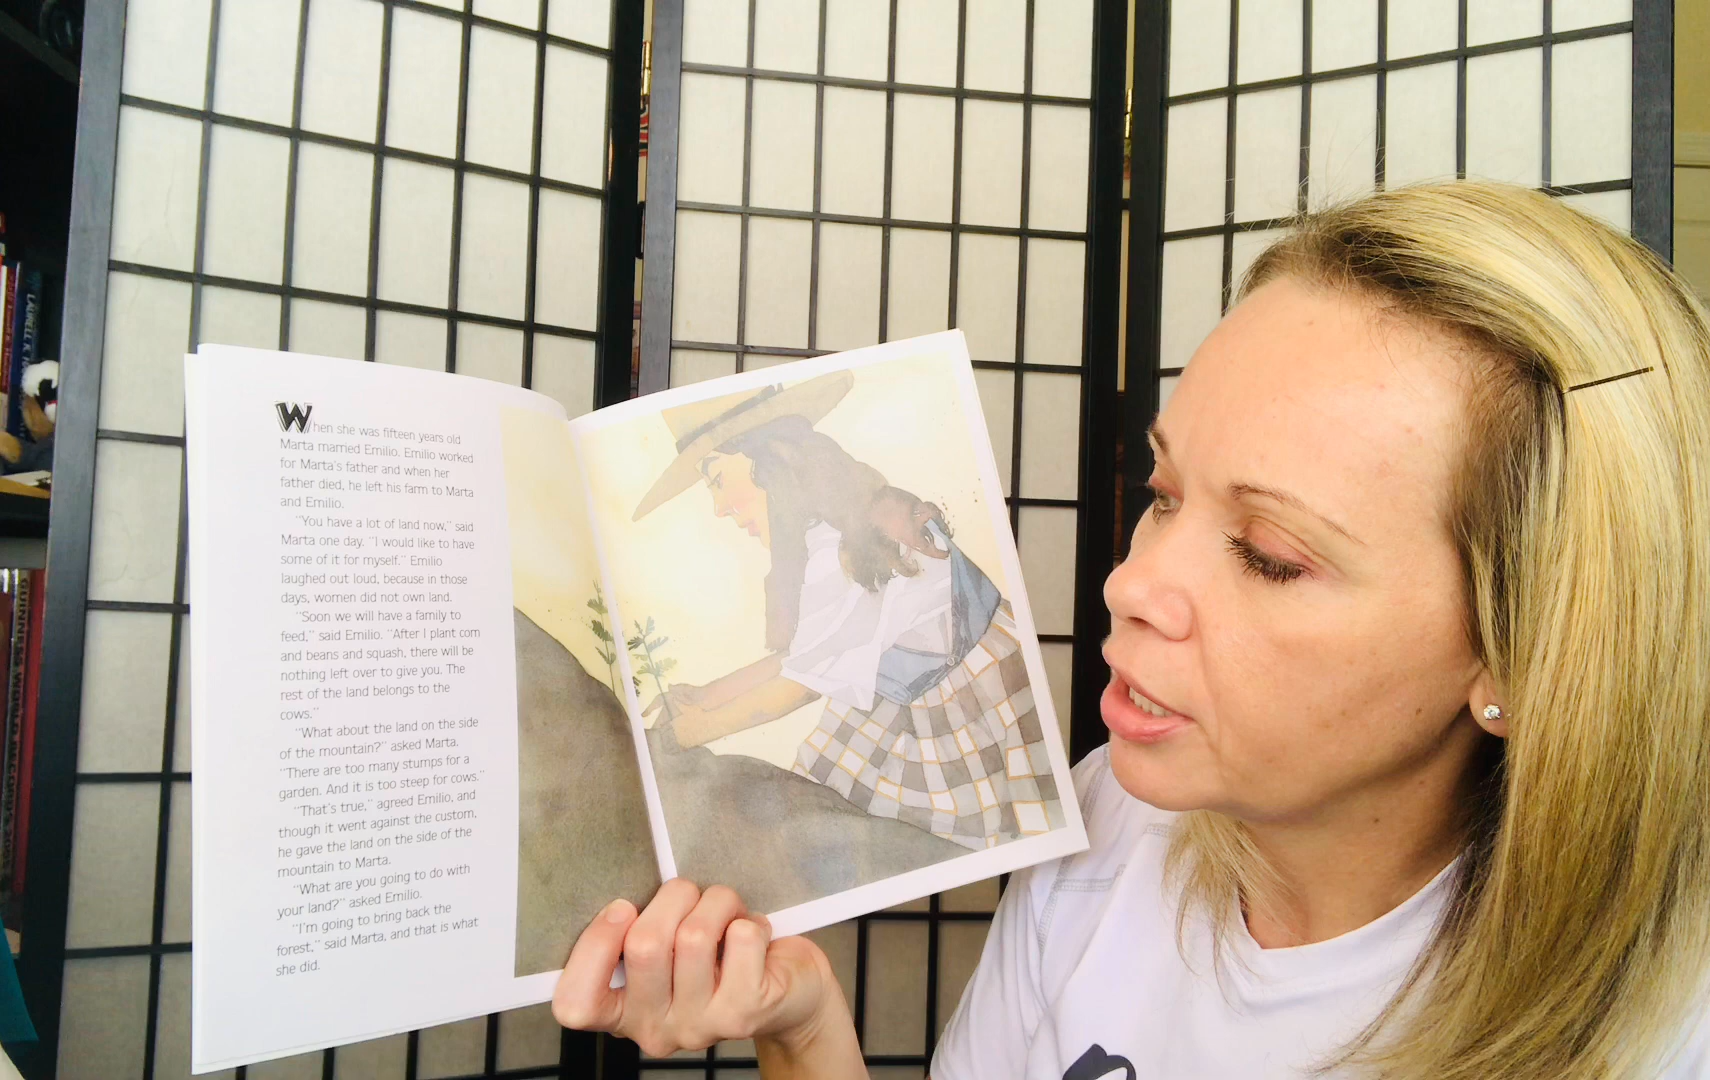 When she was fifteen years old
Marta married Emilio. Emilio worked
for Marta's father and when her
father died, he left his farm to Marta
and Emilio.
"You have a lot of land now," said
Marta one day. "I would like to have
some of it for myself." Emilio
laughed out loud, because in those
days, women did not own land.
"Soon we will have a family to
feed," said Emilio. "After I plant corn
and beans and squash, there will be
nothing left over to give you. The
rest of the land belongs to the
cows."
"What about the land on the side
of the mountain?" asked Marta.
"There are too many stumps for a
garden. And it is too steep for cows."
"That's true," agreed Emilio, and
though it went against the custom,
he gave the land on the side of the
mountain to Marta.
"What are you going to do with
your land?" asked Emilio.
"I'm going to bring back the
forest," said Marta, and that is what
she did.
LAURELL K.
GUINNESS WORLD RECORDS